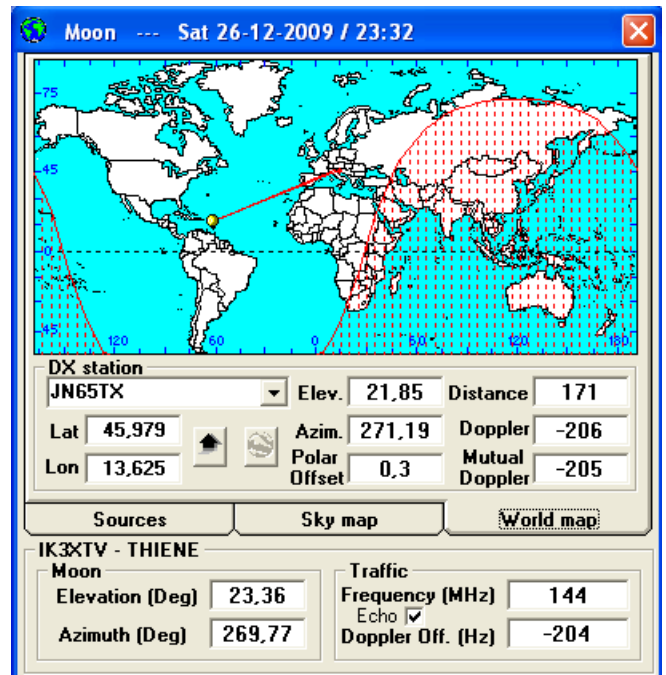 Moon --- Sat 26-12-2009 / 23:32
75
45
0
45
120 60 0 60 120 180
DX station
JN65TX Elev. 21,85 Distance 171
Lat 45,979 Azim. 271,19 Doppler -206
Lon 13,625 Polar Offset 0,3 Mutual Doppler -205
Sources Sky map World map
IK3XTV - THIENE
Moon Traffic
Elevation (Deg) 23,36 Frequency (MHz) 144
Echo
Azimuth (Deg) 269,77 Doppler Off. (Hz) -204